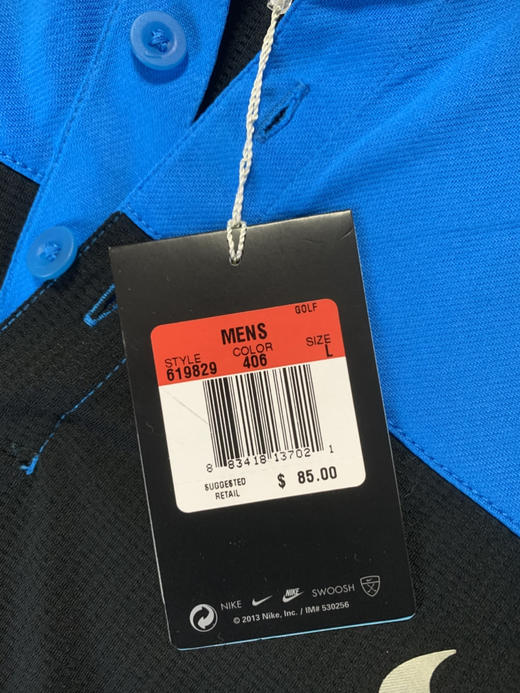 GOLF
MENS
STYLE COLOR SIZE
619829 406 L
8 83418 13702 1
SUGGESTED
RETAIL
$ 85.00
NIKE NIKE SWOOSH
© 2013 Nike, Inc. / IM# 530256